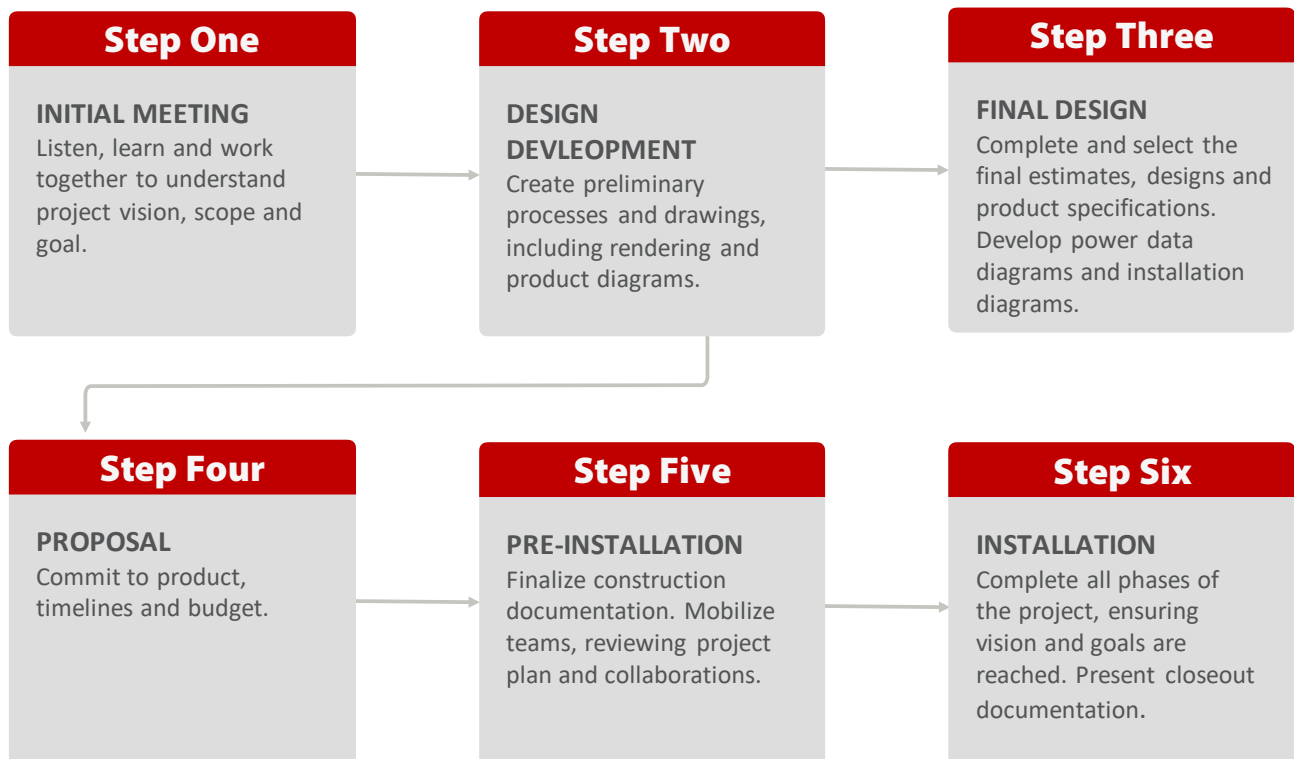 Step One
INITIAL MEETING
Listen, learn and work
together to understand
project vision, scope and
goal.
Step Two
DESIGN
DEVLEOPMENT
Create preliminary
processes and drawings,
including rendering and
product diagrams.
Step Three
FINAL DESIGN
Complete and select the
final estimates, designs and
product specifications.
Develop power data
diagrams and installation
diagrams.
Step Four
PROPOSAL
Commit to product,
timelines and budget.
Step Five
PRE-INSTALLATION
Finalize construction
documentation. Mobilize
teams, reviewing project
plan and collaborations.
Step Six
INSTALLATION
Complete all phases of
the project, ensuring
vision and goals are
reached. Present closeout
documentation.